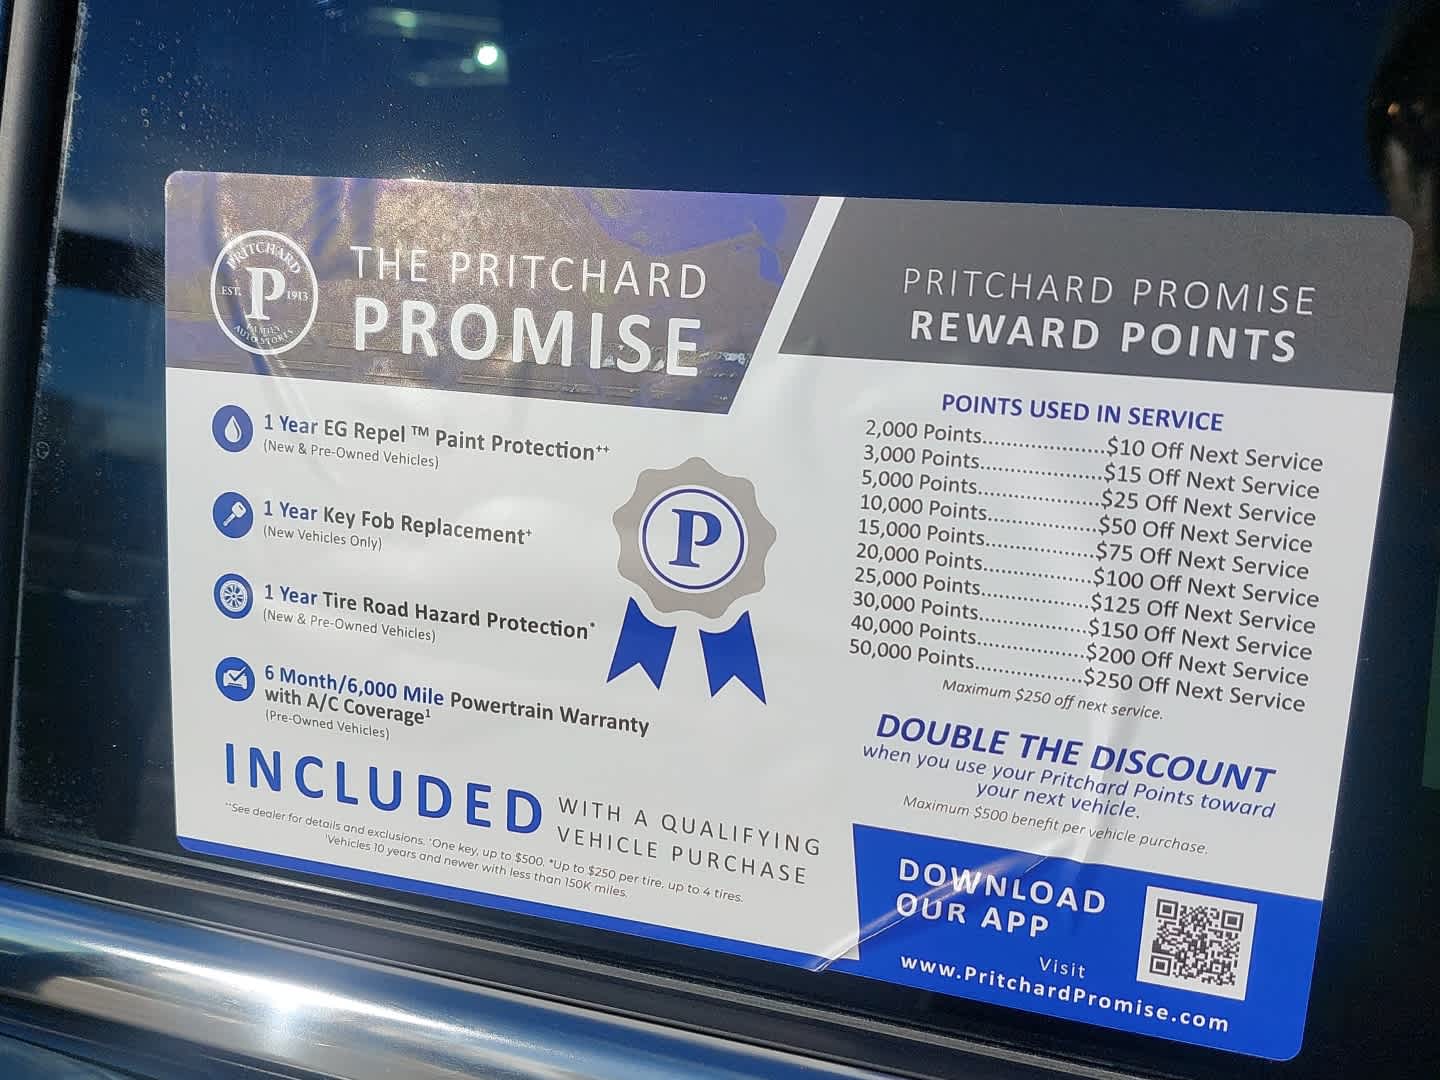 PRITCHARD
EST. P 1913
FAMILY
AUTO STORES
THE PRITCHARD
PROMISE
1 Year EG Repel ™ Paint Protection⁺⁺
(New & Pre-Owned Vehicles)
1 Year Key Fob Replacement⁺
(New Vehicles Only)
1 Year Tire Road Hazard Protection*
(New & Pre-Owned Vehicles)
6 Month/6,000 Mile Powertrain Warranty
with A/C Coverage¹
(Pre-Owned Vehicles)
P
INCLUDED WITH A QUALIFYING
VEHICLE PURCHASE
⁺⁺See dealer for details and exclusions. ⁺One key, up to $500. *Up to $250 per tire, up to 4 tires.
¹Vehicles 10 years and newer with less than 150K miles.
PRITCHARD PROMISE
REWARD POINTS
POINTS USED IN SERVICE
2,000 Points.....................$10 Off Next Service
3,000 Points.....................$15 Off Next Service
5,000 Points.....................$25 Off Next Service
10,000 Points...................$50 Off Next Service
15,000 Points...................$75 Off Next Service
20,000 Points...................$100 Off Next Service
25,000 Points...................$125 Off Next Service
30,000 Points...................$150 Off Next Service
40,000 Points...................$200 Off Next Service
50,000 Points...................$250 Off Next Service
Maximum $250 off next service.
DOUBLE THE DISCOUNT
when you use your Pritchard Points toward
your next vehicle.
Maximum $500 benefit per vehicle purchase.
DOWNLOAD
OUR APP
Visit
www.PritchardPromise.com